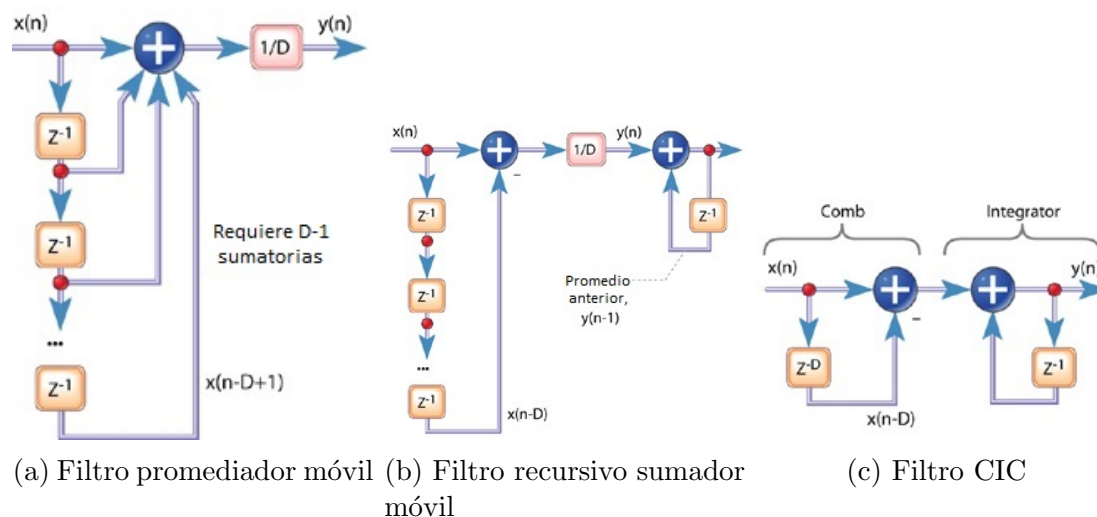 x(n)
y(n)
1/D
Z-1
Z-1
Requiere D-1
sumatorias
...
Z-1
x(n-D+1)
(a) Filtro promediador móvil
x(n)
1/D
y(n)
–
Z-1
Z-1
Z-1
Promedio
anterior,
y(n-1)
...
Z-1
x(n-D)
(b) Filtro recursivo sumador
móvil
Comb
Integrator
x(n)
y(n)
–
Z-D
Z-1
x(n-D)
(c) Filtro CIC